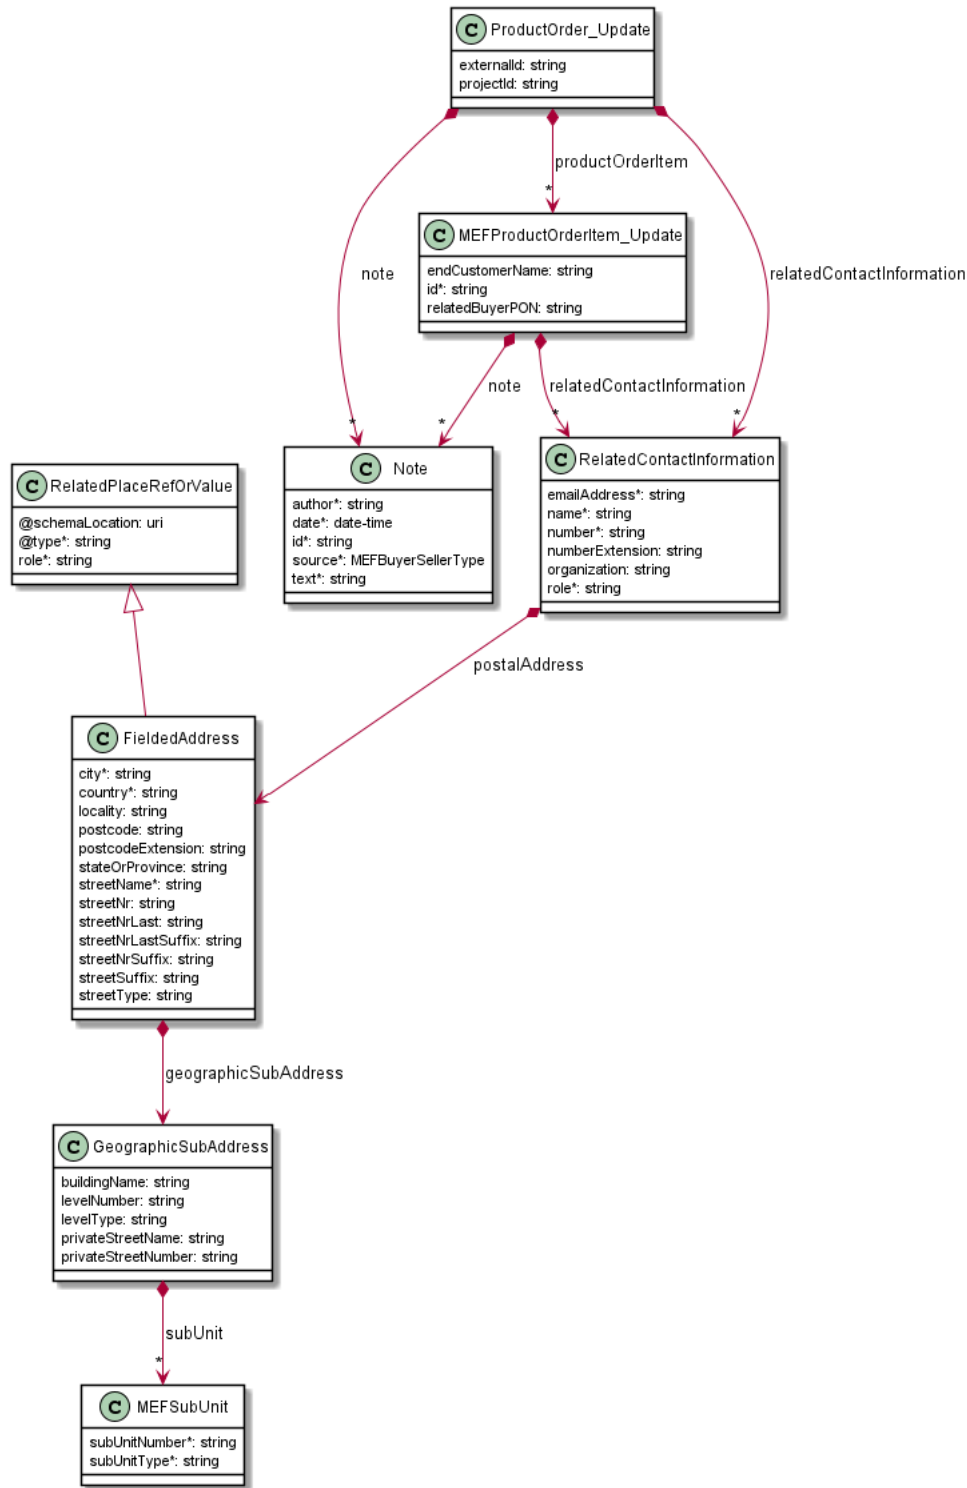 C ProductOrder_Update
externalId: string
projectId: string
productOrderItem
*
C MEFProductOrderItem_Update
endCustomerName: string
id*: string
relatedBuyerPON: string
note
relatedContactInformation
note
relatedContactInformation
*
*
*
*
C Note
author*: string
date*: date-time
id*: string
source*: MEFBuyerSellerType
text*: string
C RelatedContactInformation
emailAddress*: string
name*: string
number*: string
numberExtension: string
organization: string
role*: string
C RelatedPlaceRefOrValue
@schemaLocation: uri
@type*: string
role*: string
postalAddress
C FieldedAddress
city*: string
country*: string
locality: string
postcode: string
postcodeExtension: string
stateOrProvince: string
streetName*: string
streetNr: string
streetNrLast: string
streetNrLastSuffix: string
streetNrSuffix: string
streetSuffix: string
streetType: string
geographicSubAddress
C GeographicSubAddress
buildingName: string
levelNumber: string
levelType: string
privateStreetName: string
privateStreetNumber: string
subUnit
*
C MEFSubUnit
subUnitNumber*: string
subUnitType*: string